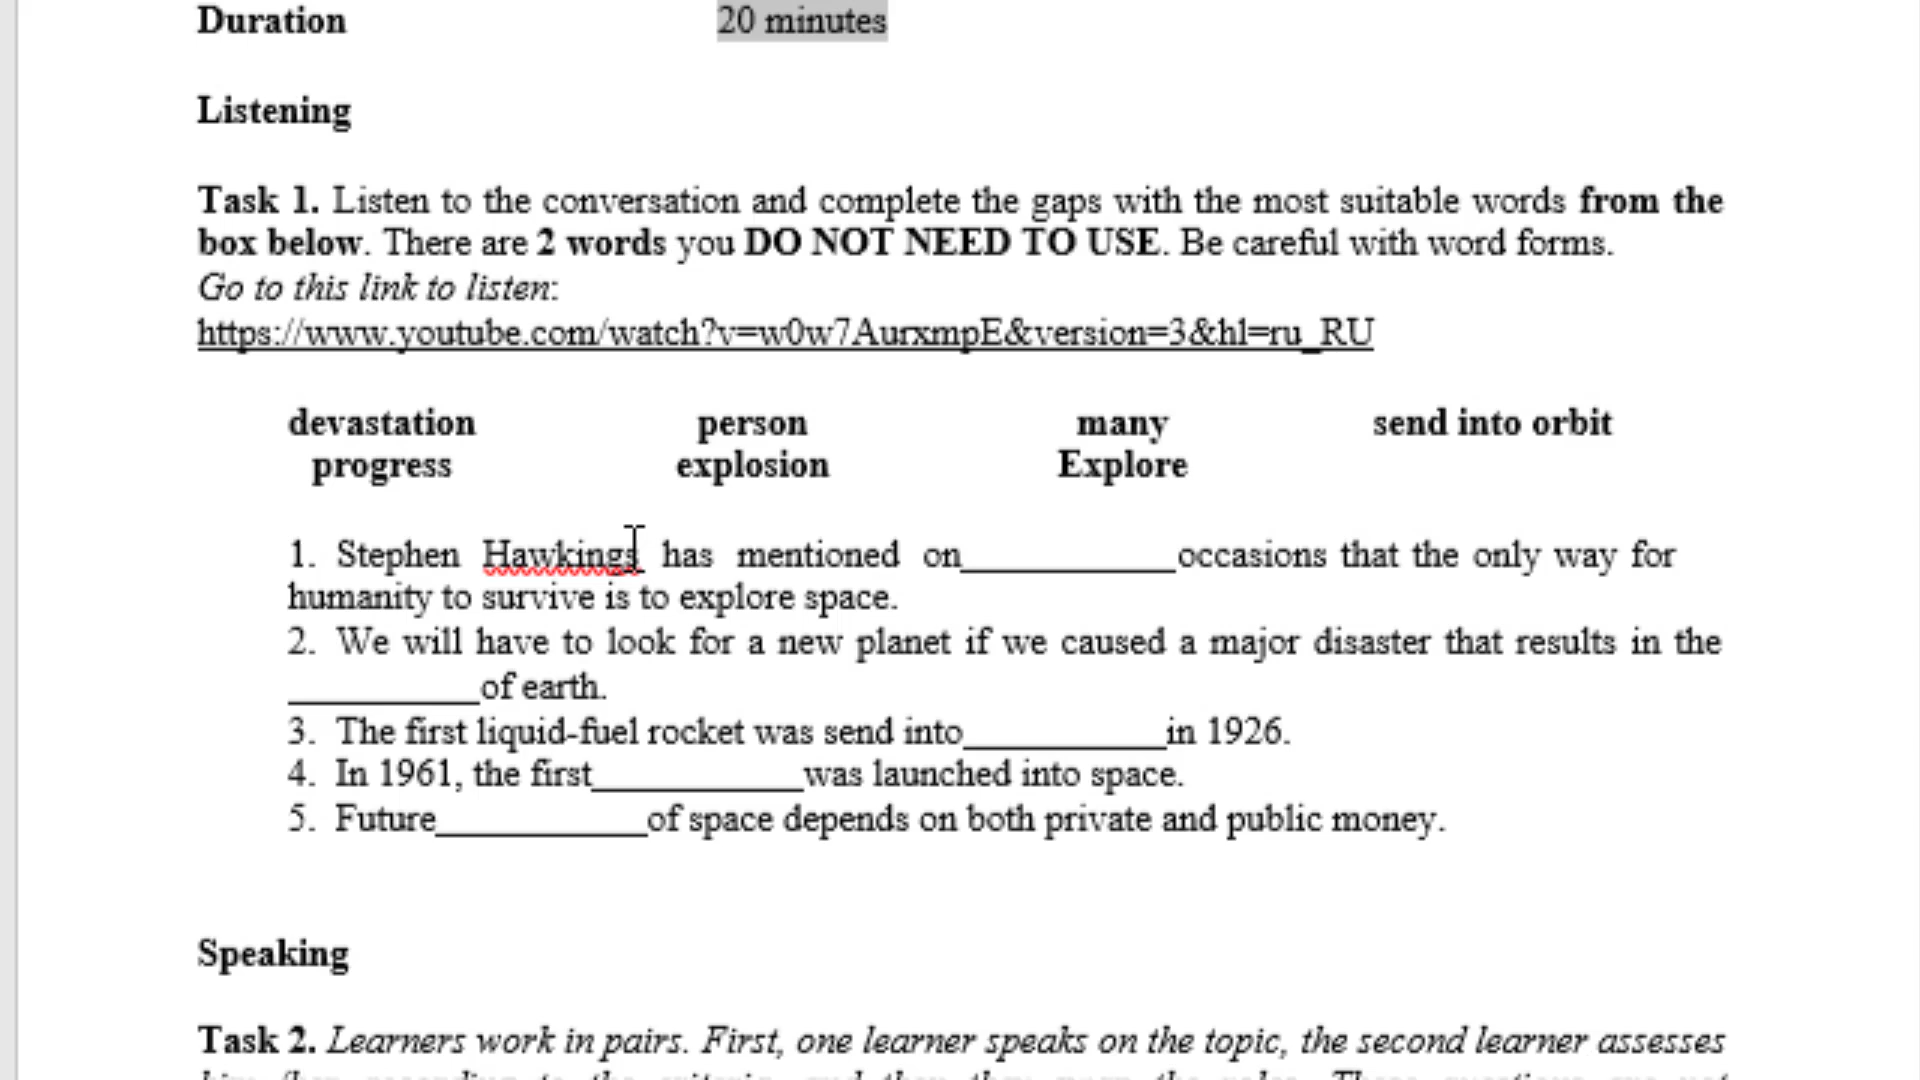 Duration 20 minutes
Listening
Task 1. Listen to the conversation and complete the gaps with the most suitable words from the
box below. There are 2 words you DO NOT NEED TO USE. Be careful with word forms.
Go to this link to listen:
https://www.youtube.com/watch?v=w0w7AurxmpE&version=3&hl=ru_RU
devastation person many send into orbit
progress explosion Explore
1. Stephen Hawkings has mentioned on___________occasions that the only way for
humanity to survive is to explore space.
2. We will have to look for a new planet if we caused a major disaster that results in the
__________of earth.
3. The first liquid-fuel rocket was send into__________in 1926.
4. In 1961, the first___________was launched into space.
5. Future___________of space depends on both private and public money.
Speaking
Task 2. Learners work in pairs. First, one learner speaks on the topic, the second learner assesses